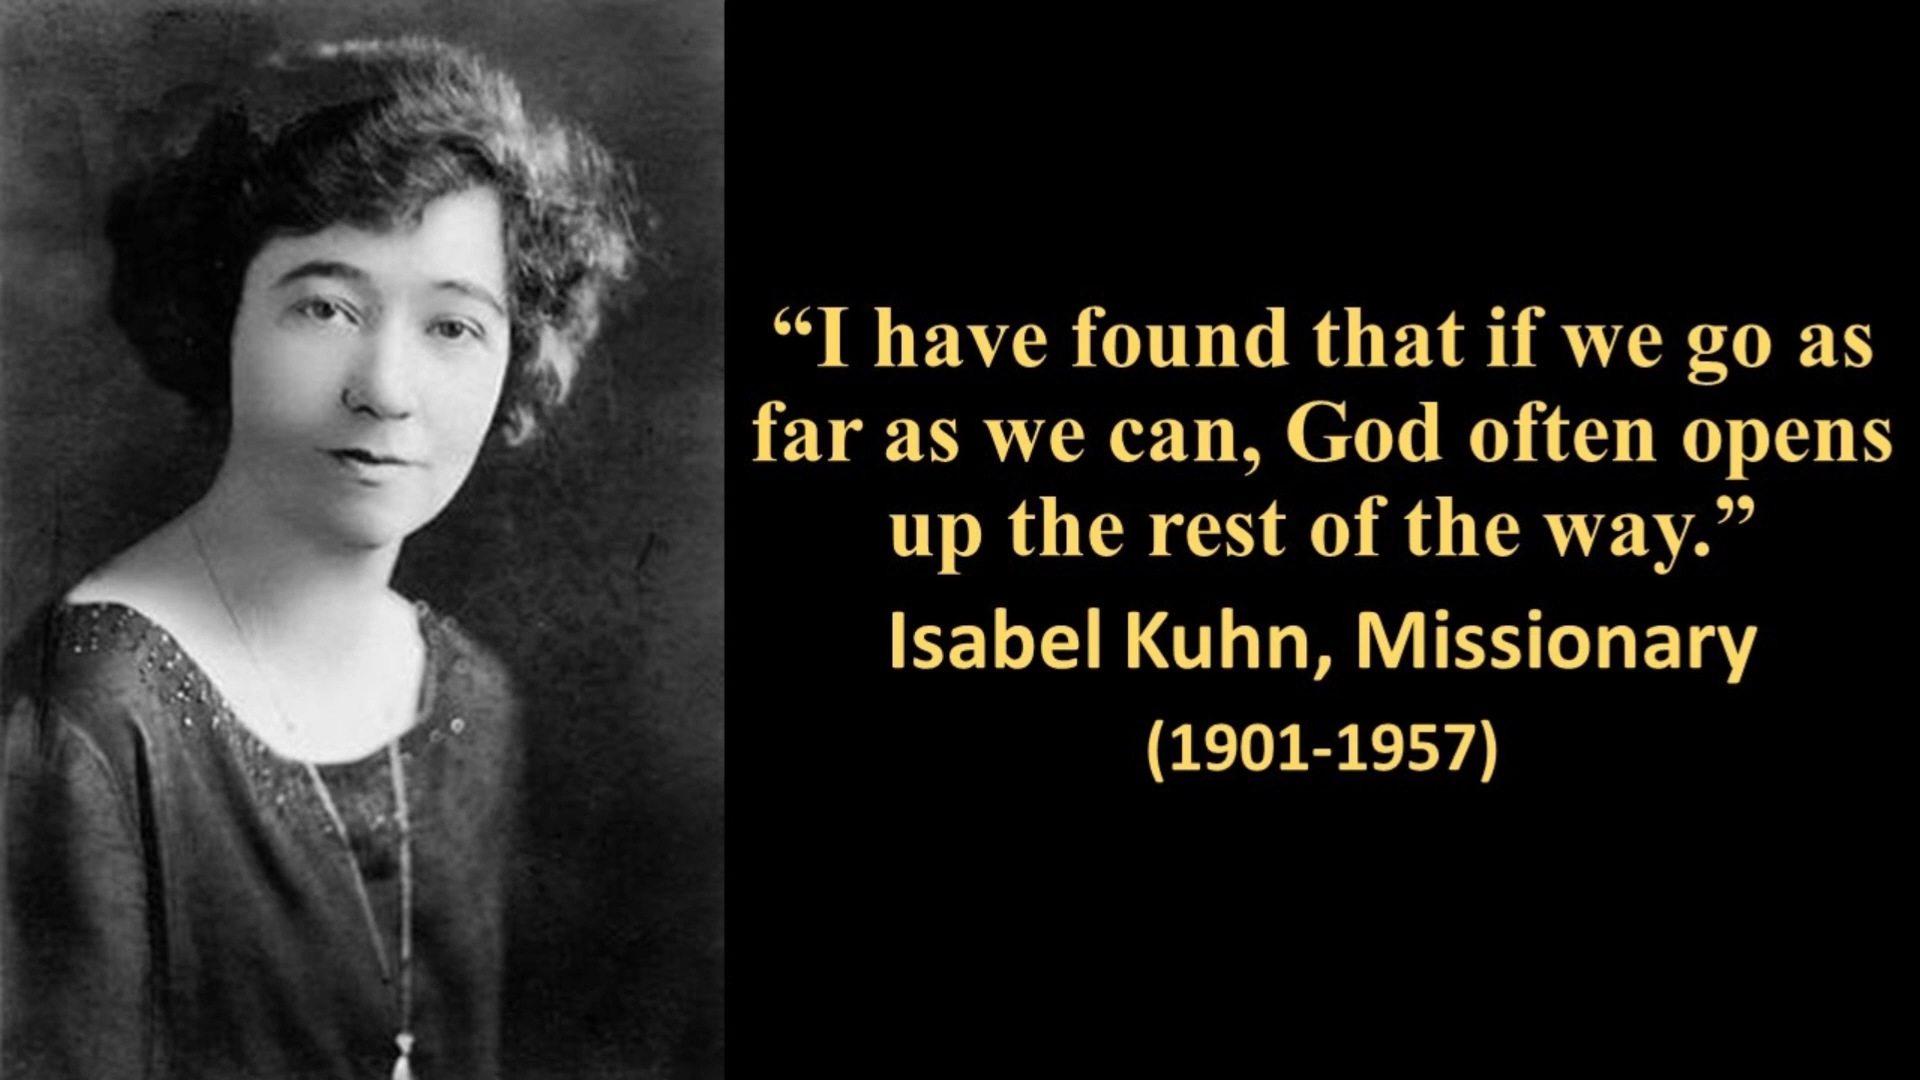 “I have found that if we go as
far as we can, God often opens
up the rest of the way.”
Isabel Kuhn, Missionary
(1901-1957)